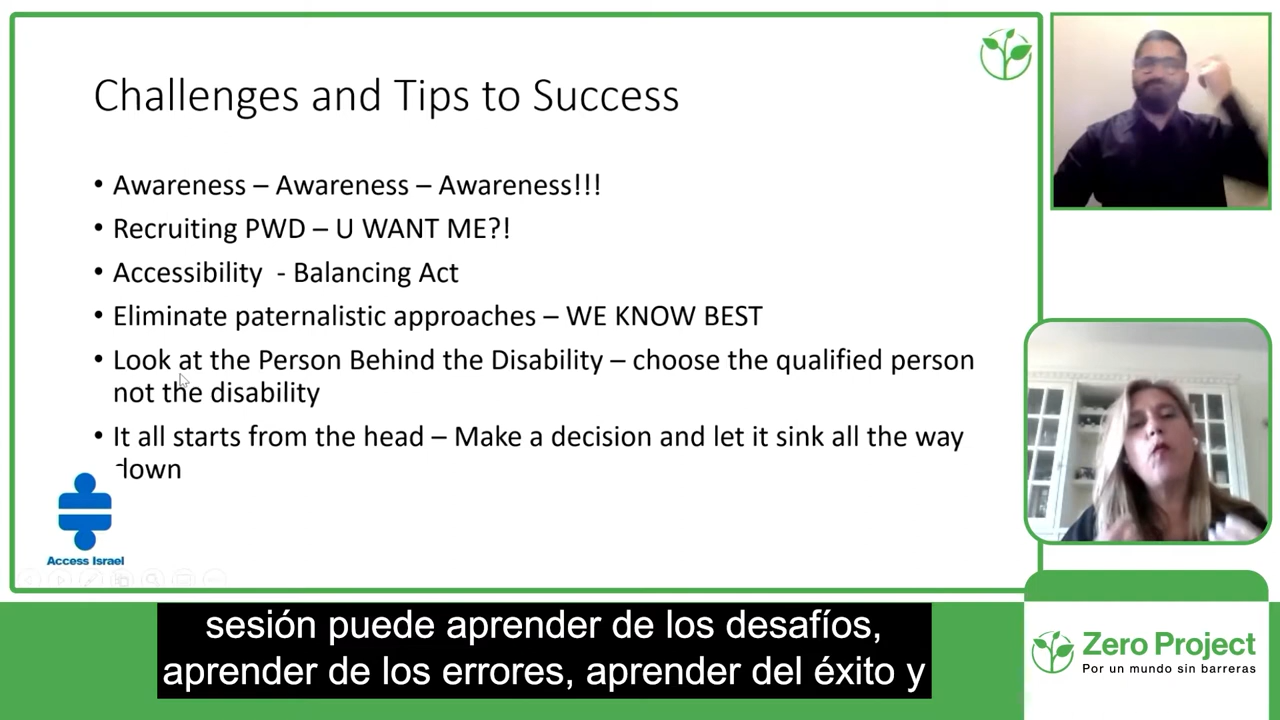 Challenges and Tips to Success
• Awareness – Awareness – Awareness!!!
• Recruiting PWD – U WANT ME?!
• Accessibility - Balancing Act
• Eliminate paternalistic approaches – WE KNOW BEST
• Look at the Person Behind the Disability – choose the qualified person
not the disability
• It all starts from the head – Make a decision and let it sink all the way
down
Access Israel
sesión puede aprender de los desafíos,
aprender de los errores, aprender del éxito y
Zero Project
Por un mundo sin barreras